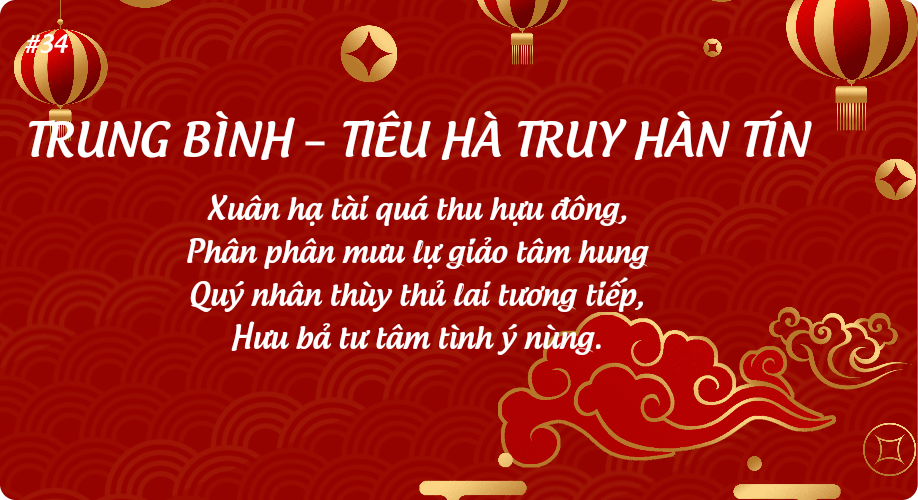 #34
TRUNG BÌNH – TIÊU HÀ TRUY HÀN TÍN
Xuân hạ tài quá thu hựu đông,
Phân phân mưu lự giảo tâm hung
Quý nhân thùy thủ lai tương tiếp,
Hưu bả tư tâm tình ý nùng.